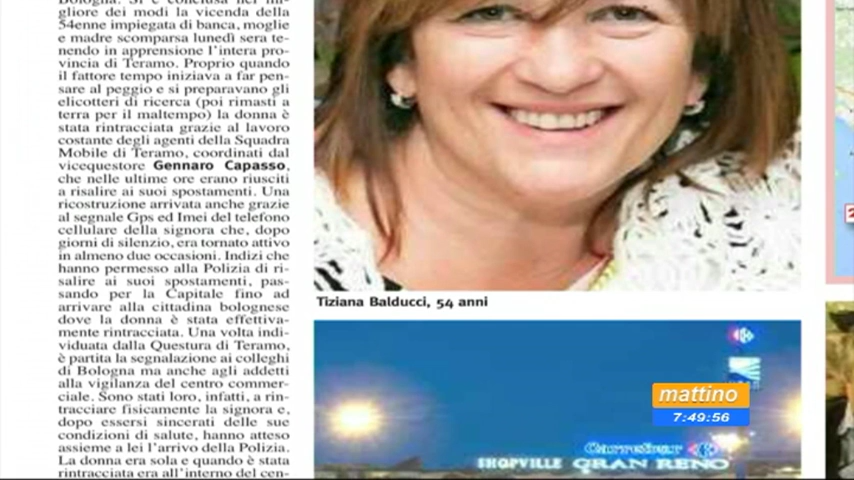 Bologna. Si è conclusa nel mi-
gliore dei modi la vicenda della
54enne impiegata di banca, moglie
e madre scomparsa lunedì sera te-
nendo in apprensione l'intera pro-
vincia di Teramo. Proprio quando
il fattore tempo iniziava a far pen-
sare al peggio e si preparavano gli
elicotteri di ricerca (poi rimasti a
terra per il maltempo) la donna è
stata rintracciata grazie al lavoro
costante degli agenti della Squadra
Mobile di Teramo, coordinati dal
vicequestore Gennaro Capasso,
che nelle ultime ore erano riusciti
a risalire ai suoi spostamenti. Una
ricostruzione arrivata anche grazie
al segnale Gps ed Imei del telefono
cellulare della signora che, dopo
giorni di silenzio, era tornato attivo
in almeno due occasioni. Indizi che
hanno permesso alla Polizia di ri-
salire ai suoi spostamenti, pas-
sando per la Capitale fino ad
arrivare alla cittadina bolognese
dove la donna è stata effettiva-
mente rintracciata. Una volta indi-
viduata dalla Questura di Teramo,
è partita la segnalazione ai colleghi
di Bologna ma anche agli addetti
alla vigilanza del centro commer-
ciale. Sono stati loro, infatti, a rin-
tracciare fisicamente la signora e,
dopo essersi sincerati delle sue
condizioni di salute, hanno atteso
assieme a lei l'arrivo della Polizia.
La donna era sola e quando è stata
rintracciata era all'interno del cen-
Tiziana Balducci, 54 anni
mattino
7:49:56
Carrefour
SHOPVILLE GRAN RENO
2